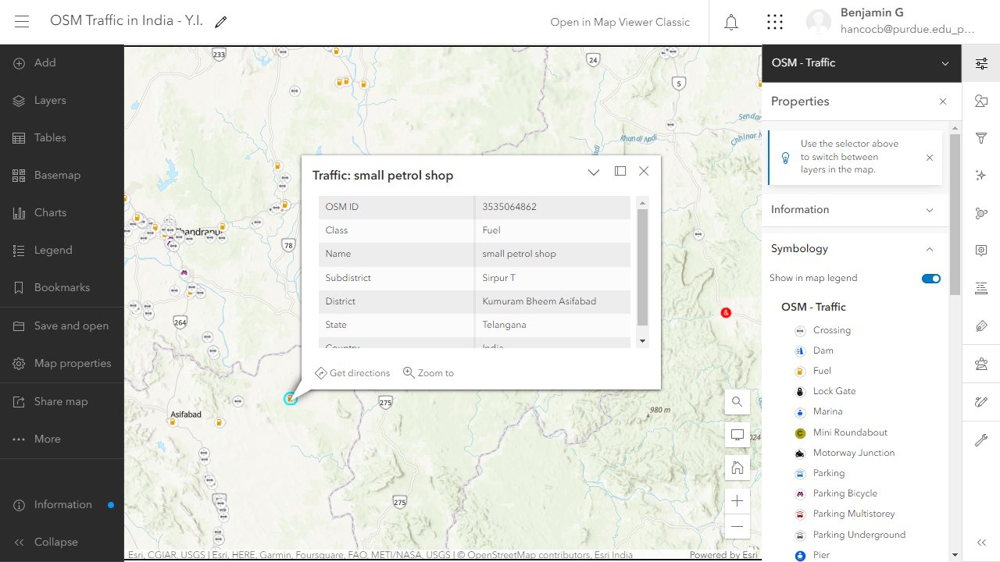 OSM Traffic in India - Y.I.
Open in Map Viewer Classic
Benjamin G
hancocb@purdue.edu_p...
Add
Layers
Tables
Basemap
Charts
Legend
Bookmarks
Save and open
Map properties
Share map
More
Information
Collapse
233
24
5
Sendar
Khandi Nadi
Chhinar N
Chandrapur
78
264
Asifabad
275
275
980 m
024
Traffic: small petrol shop
OSM ID 3535064862
Class Fuel
Name small petrol shop
Subdistrict Sirpur T
District Kumuram Bheem Asifabad
State Telangana
Country India
Get directions
Zoom to
Esri, CGIAR, USGS | Esri, HERE, Garmin, Foursquare, FAO, METI/NASA, USGS | © OpenStreetMap contributors, Esri India
Powered by Esri
OSM - Traffic
Properties
Use the selector above
to switch between
layers in the map.
Information
Symbology
Show in map legend
OSM - Traffic
Crossing
Dam
Fuel
Lock Gate
Marina
Mini Roundabout
Motorway Junction
Parking
Parking Bicycle
Parking Multistorey
Parking Underground
Pier